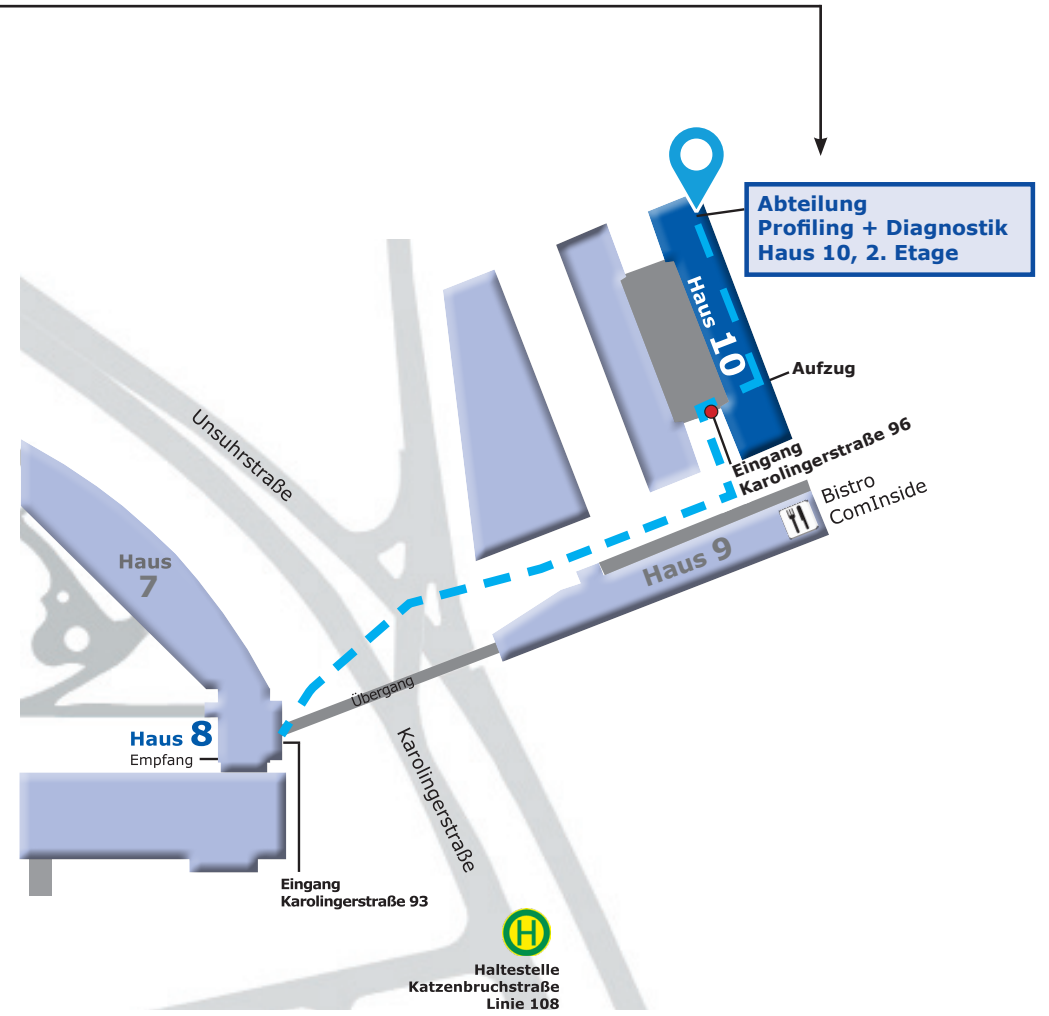 Abteilung
Profiling + Diagnostik
Haus 10, 2. Etage
Haus 10
Aufzug
Eingang
Karolingerstraße 96
Bistro
ComInside
Unsuhrstraße
Haus 9
Haus
7
Übergang
Haus 8
Empfang
Karolingerstraße
Eingang
Karolingerstraße 93
H
Haltestelle
Katzenbruchstraße
Linie 108